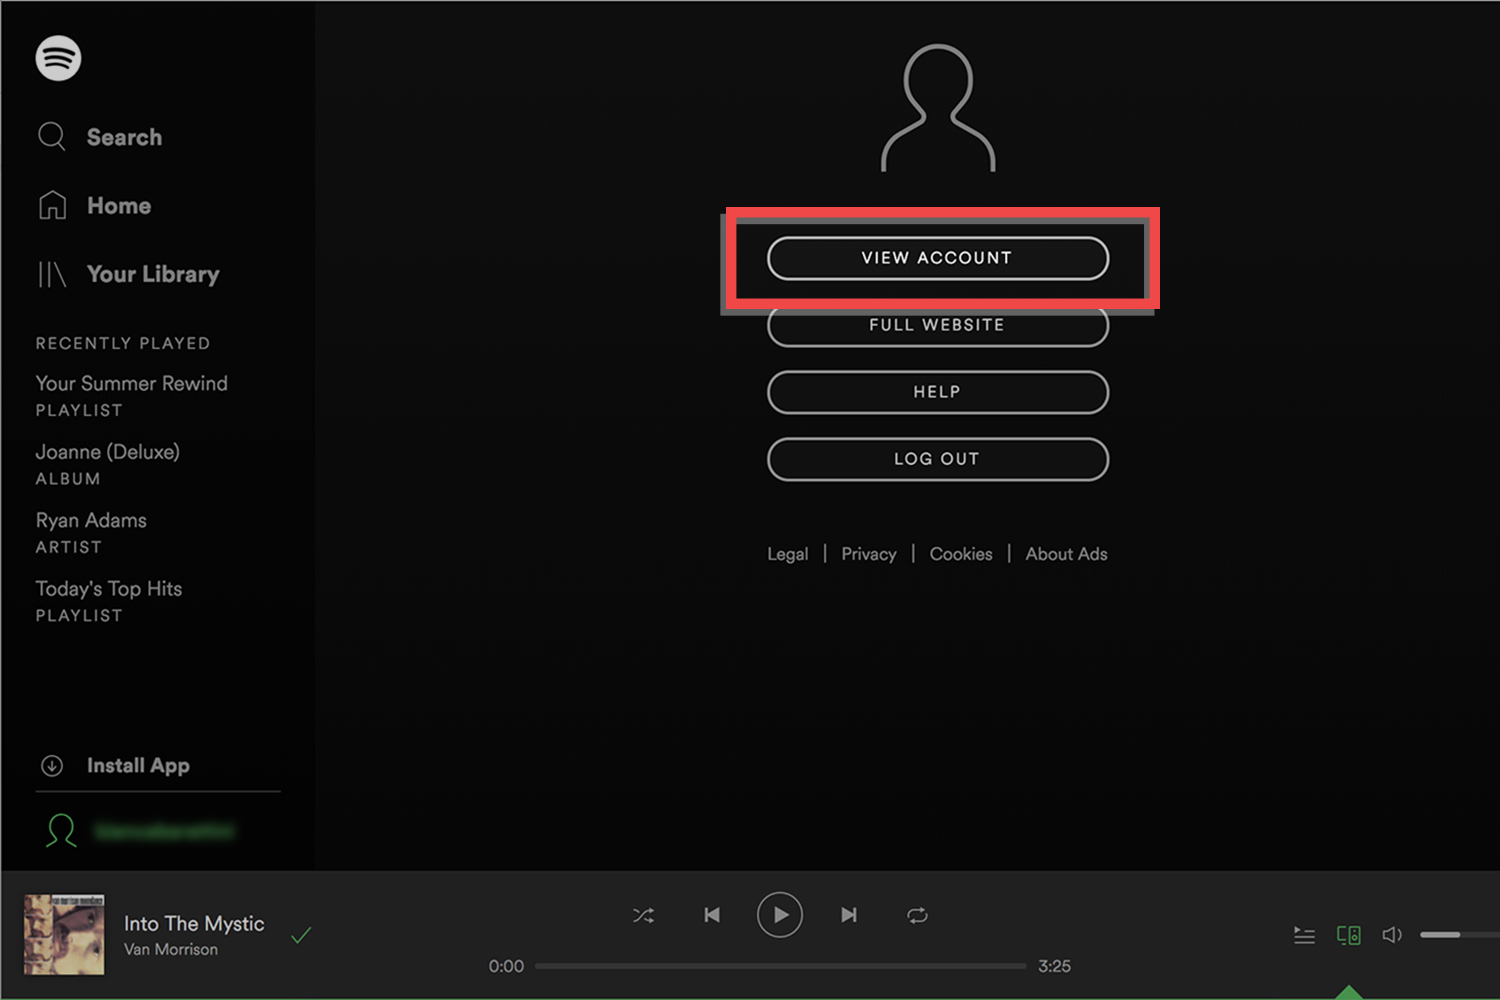 Search
Home
Your Library
RECENTLY PLAYED
Your Summer Rewind
PLAYLIST
Joanne (Deluxe)
ALBUM
Ryan Adams
ARTIST
Today's Top Hits
PLAYLIST
Install App
VIEW ACCOUNT
FULL WEBSITE
HELP
LOG OUT
Legal | Privacy | Cookies | About Ads
Into The Mystic
Van Morrison
0:00
3:25